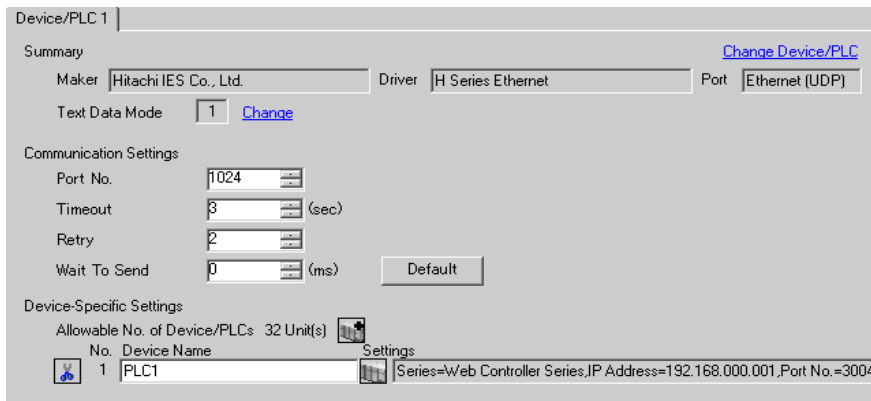 Device/PLC 1
Summary
Change Device/PLC
Maker Hitachi IES Co., Ltd. Driver H Series Ethernet Port Ethernet (UDP)
Text Data Mode 1 Change
Communication Settings
Port No. 1024
Timeout 3 (sec)
Retry 2
Wait To Send 0 (ms) Default
Device-Specific Settings
Allowable No. of Device/PLCs 32 Unit(s)
No. Device Name Settings
1 PLC1 Series=Web Controller Series,IP Address=192.168.000.001,Port No.=3004